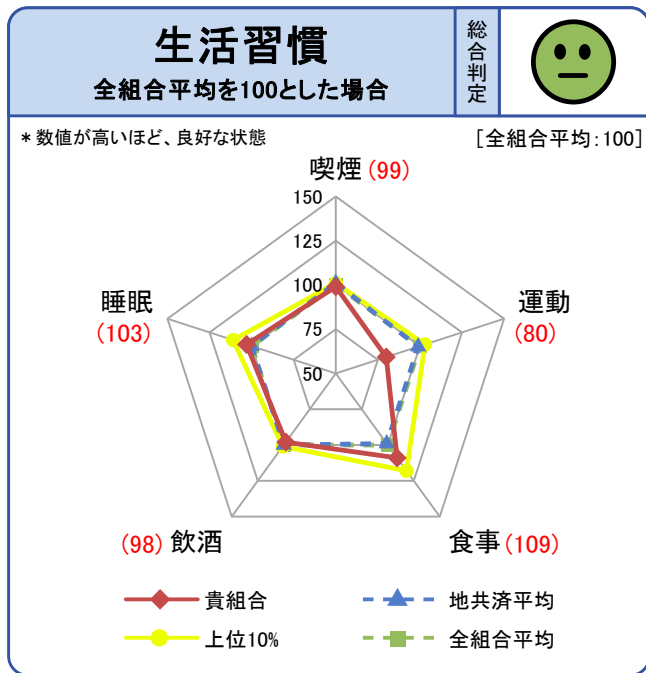 生活習慣
全組合平均を100とした場合
総合判定
*数値が高いほど、良好な状態
[全組合平均:100]
喫煙(99)
150
125
100
75
50
睡眠
(103)
運動
(80)
(98)飲酒
食事(109)
貴組合
地共済平均
上位10%
全組合平均